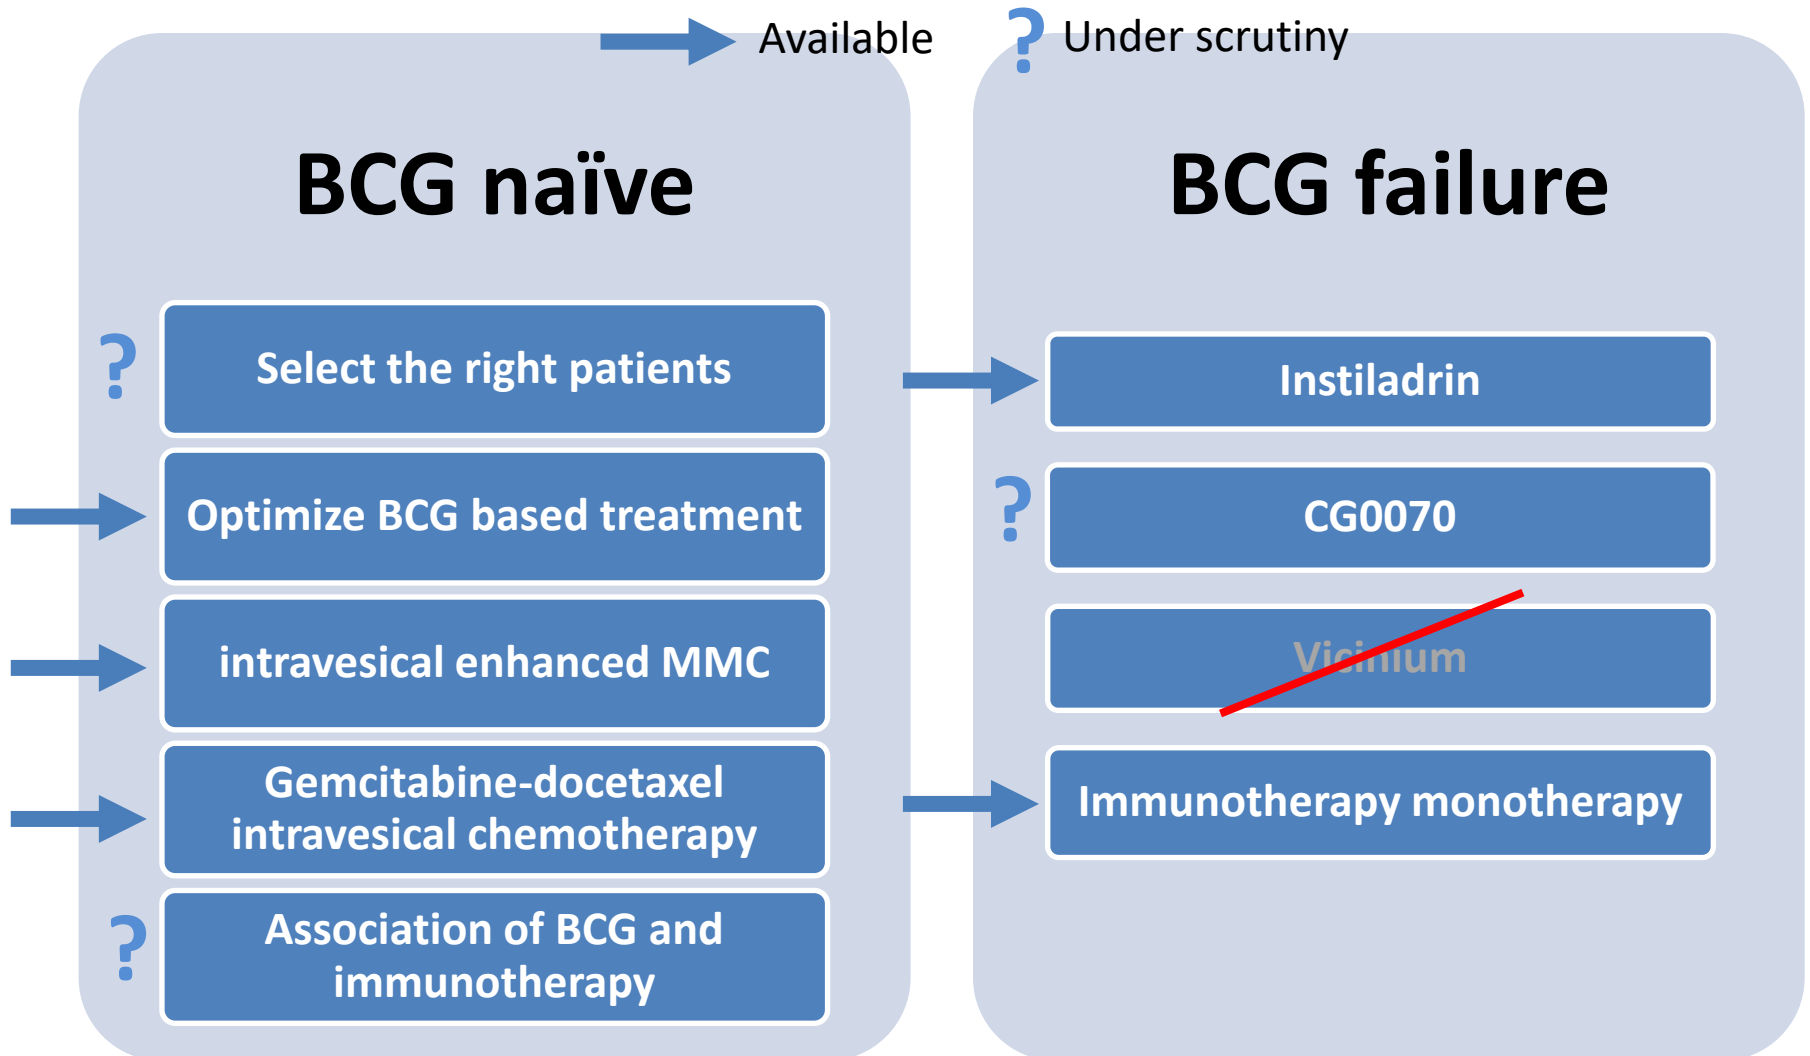 Available
? Under scrutiny
BCG naïve
? Select the right patients
Optimize BCG based treatment
intravesical enhanced MMC
Gemcitabine-docetaxel
intravesical chemotherapy
? Association of BCG and
immunotherapy
BCG failure
Instiladrin
? CG0070
Vicinium
Immunotherapy monotherapy